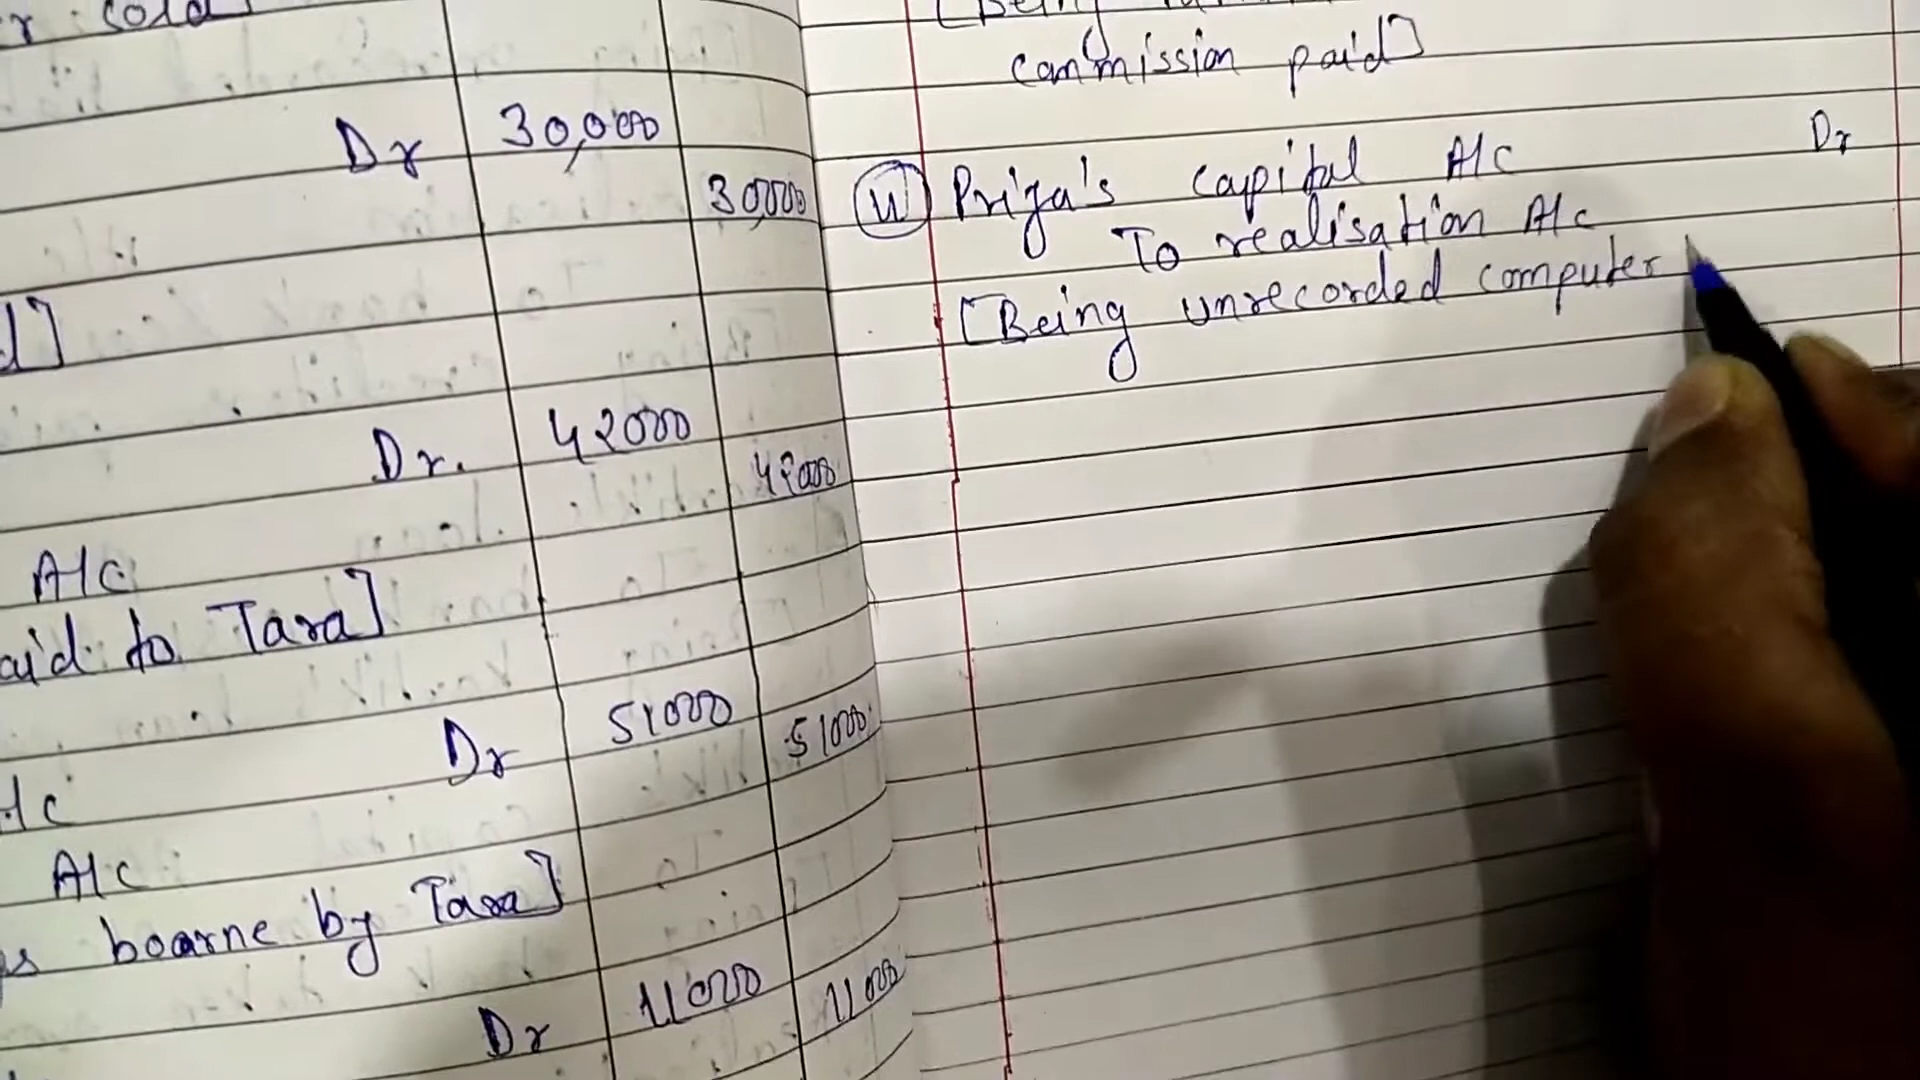 Dr 30,000
30,000
d]
Dr. 42000
42000
A/c
aid to Tara]
Dr 51000
51000
A/c
A/c
s boarne by Tara]
Dr 11000
11000
[Being
commission paid]
Priya's capital A/c Dr
To realisation A/c
[Being unrecorded computer